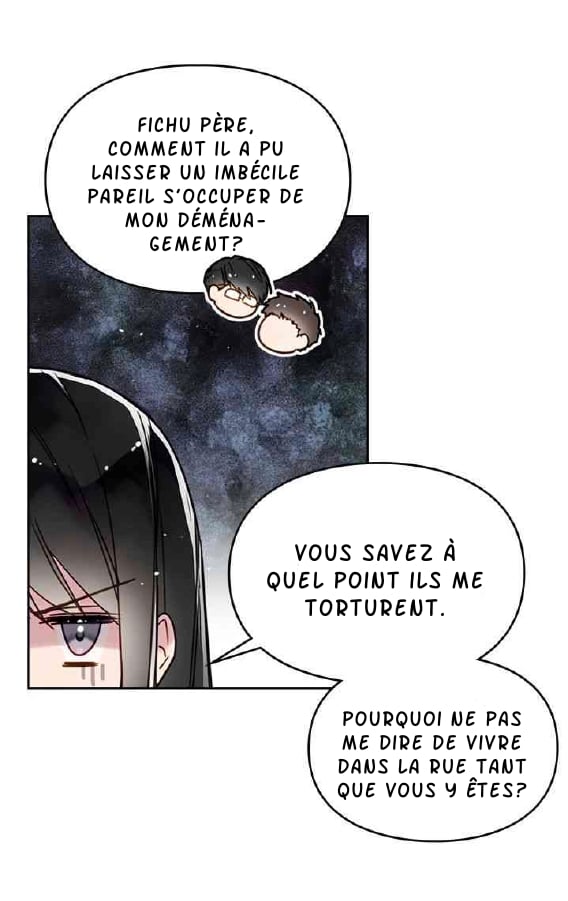 FICHU PÈRE,
COMMENT IL A PU
LAISSER UN IMBÉCILE
PAREIL S'OCCUPER DE
MON DÉMÉNA-
GEMENT?
VOUS SAVEZ À
QUEL POINT ILS ME
TORTURENT.
POURQUOI NE PAS
ME DIRE DE VIVRE
DANS LA RUE TANT
QUE VOUS Y ÊTES?